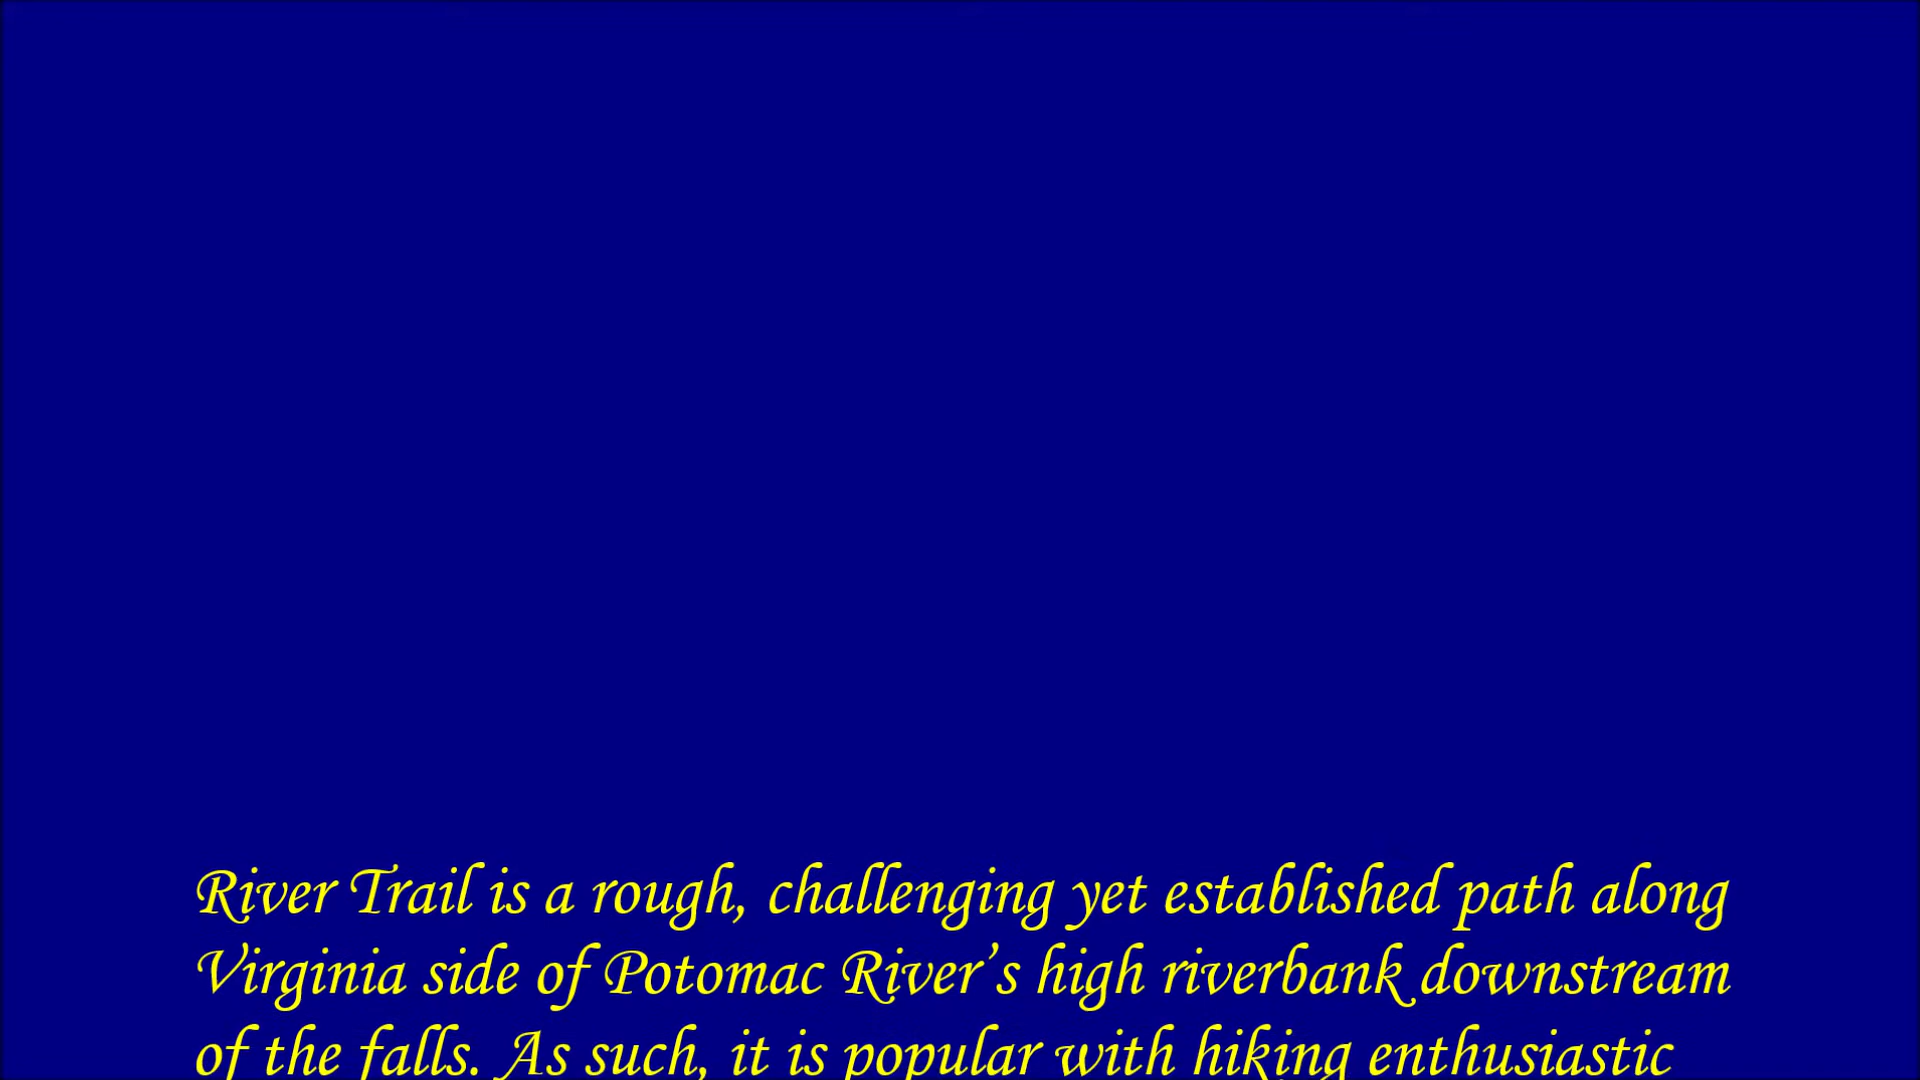 River Trail is a rough, challenging yet established path along
Virginia side of Potomac River’s high riverbank downstream
of the falls. As such, it is popular with hiking enthusiastic